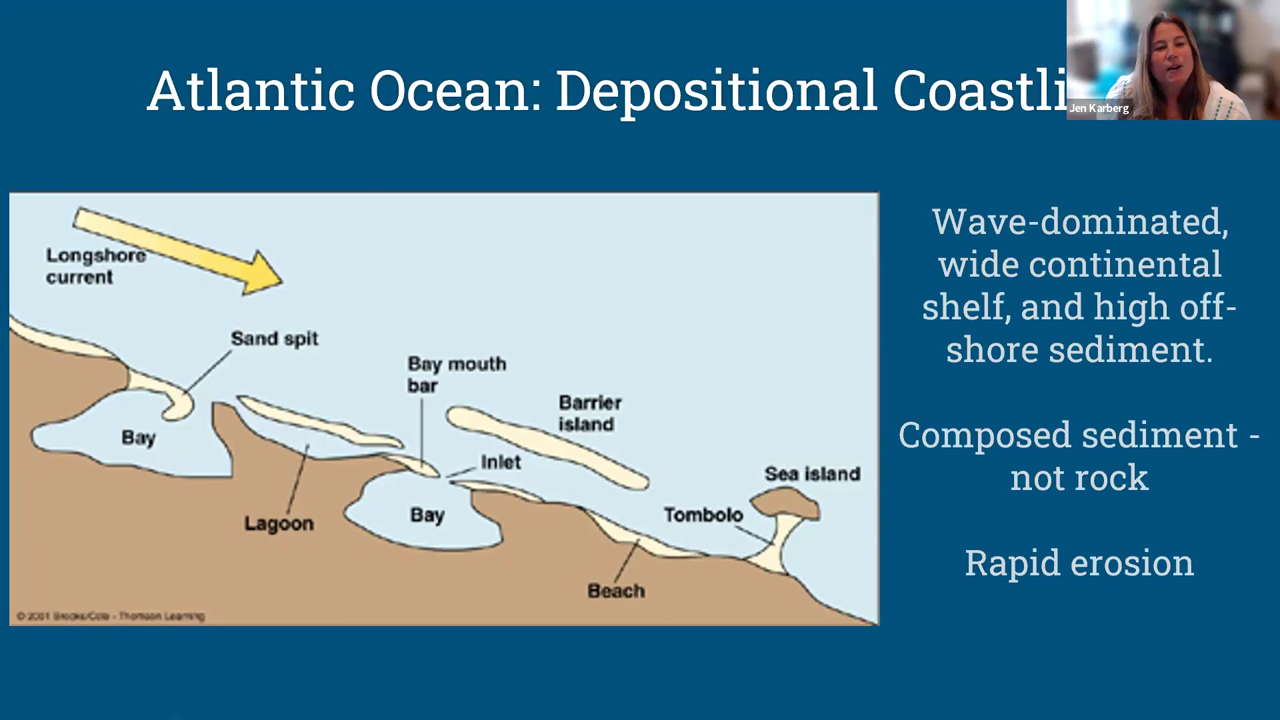 Atlantic Ocean: Depositional Coastli
Jen Karberg
Longshore
current
Sand spit
Bay mouth
bar
Barrier
island
Bay
Inlet
Sea island
Lagoon
Bay
Tombolo
Beach
© 2001 Brooks/Cole - Thomson Learning
Wave-dominated,
wide continental
shelf, and high off-
shore sediment.
Composed sediment -
not rock
Rapid erosion